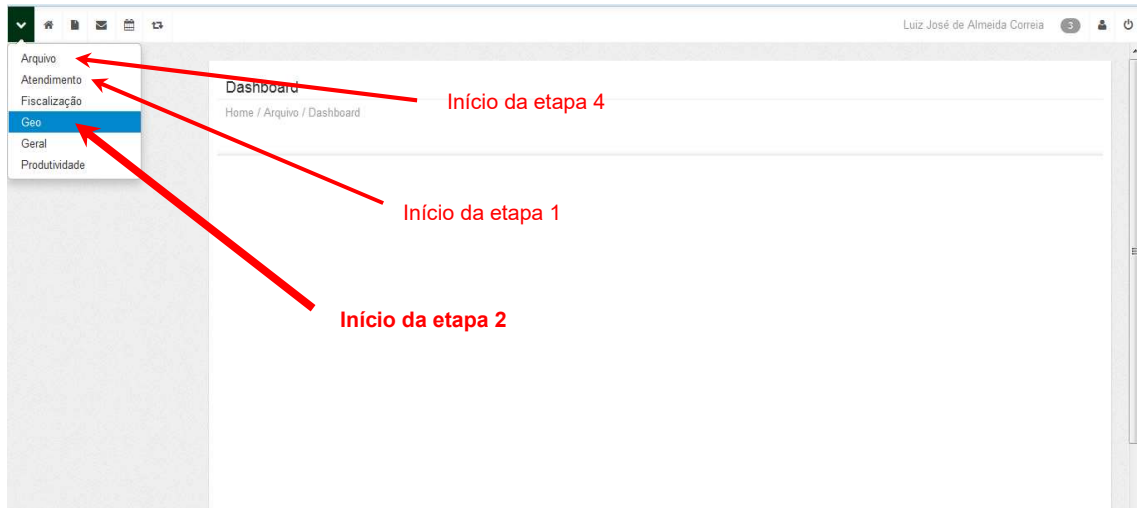 Luiz José de Almeida Correia 3
Arquivo
Atendimento
Fiscalização
Geo
Geral
Produtividade
Dashboard
Home / Arquivo / Dashboard
Início da etapa 4
Início da etapa 1
Início da etapa 2